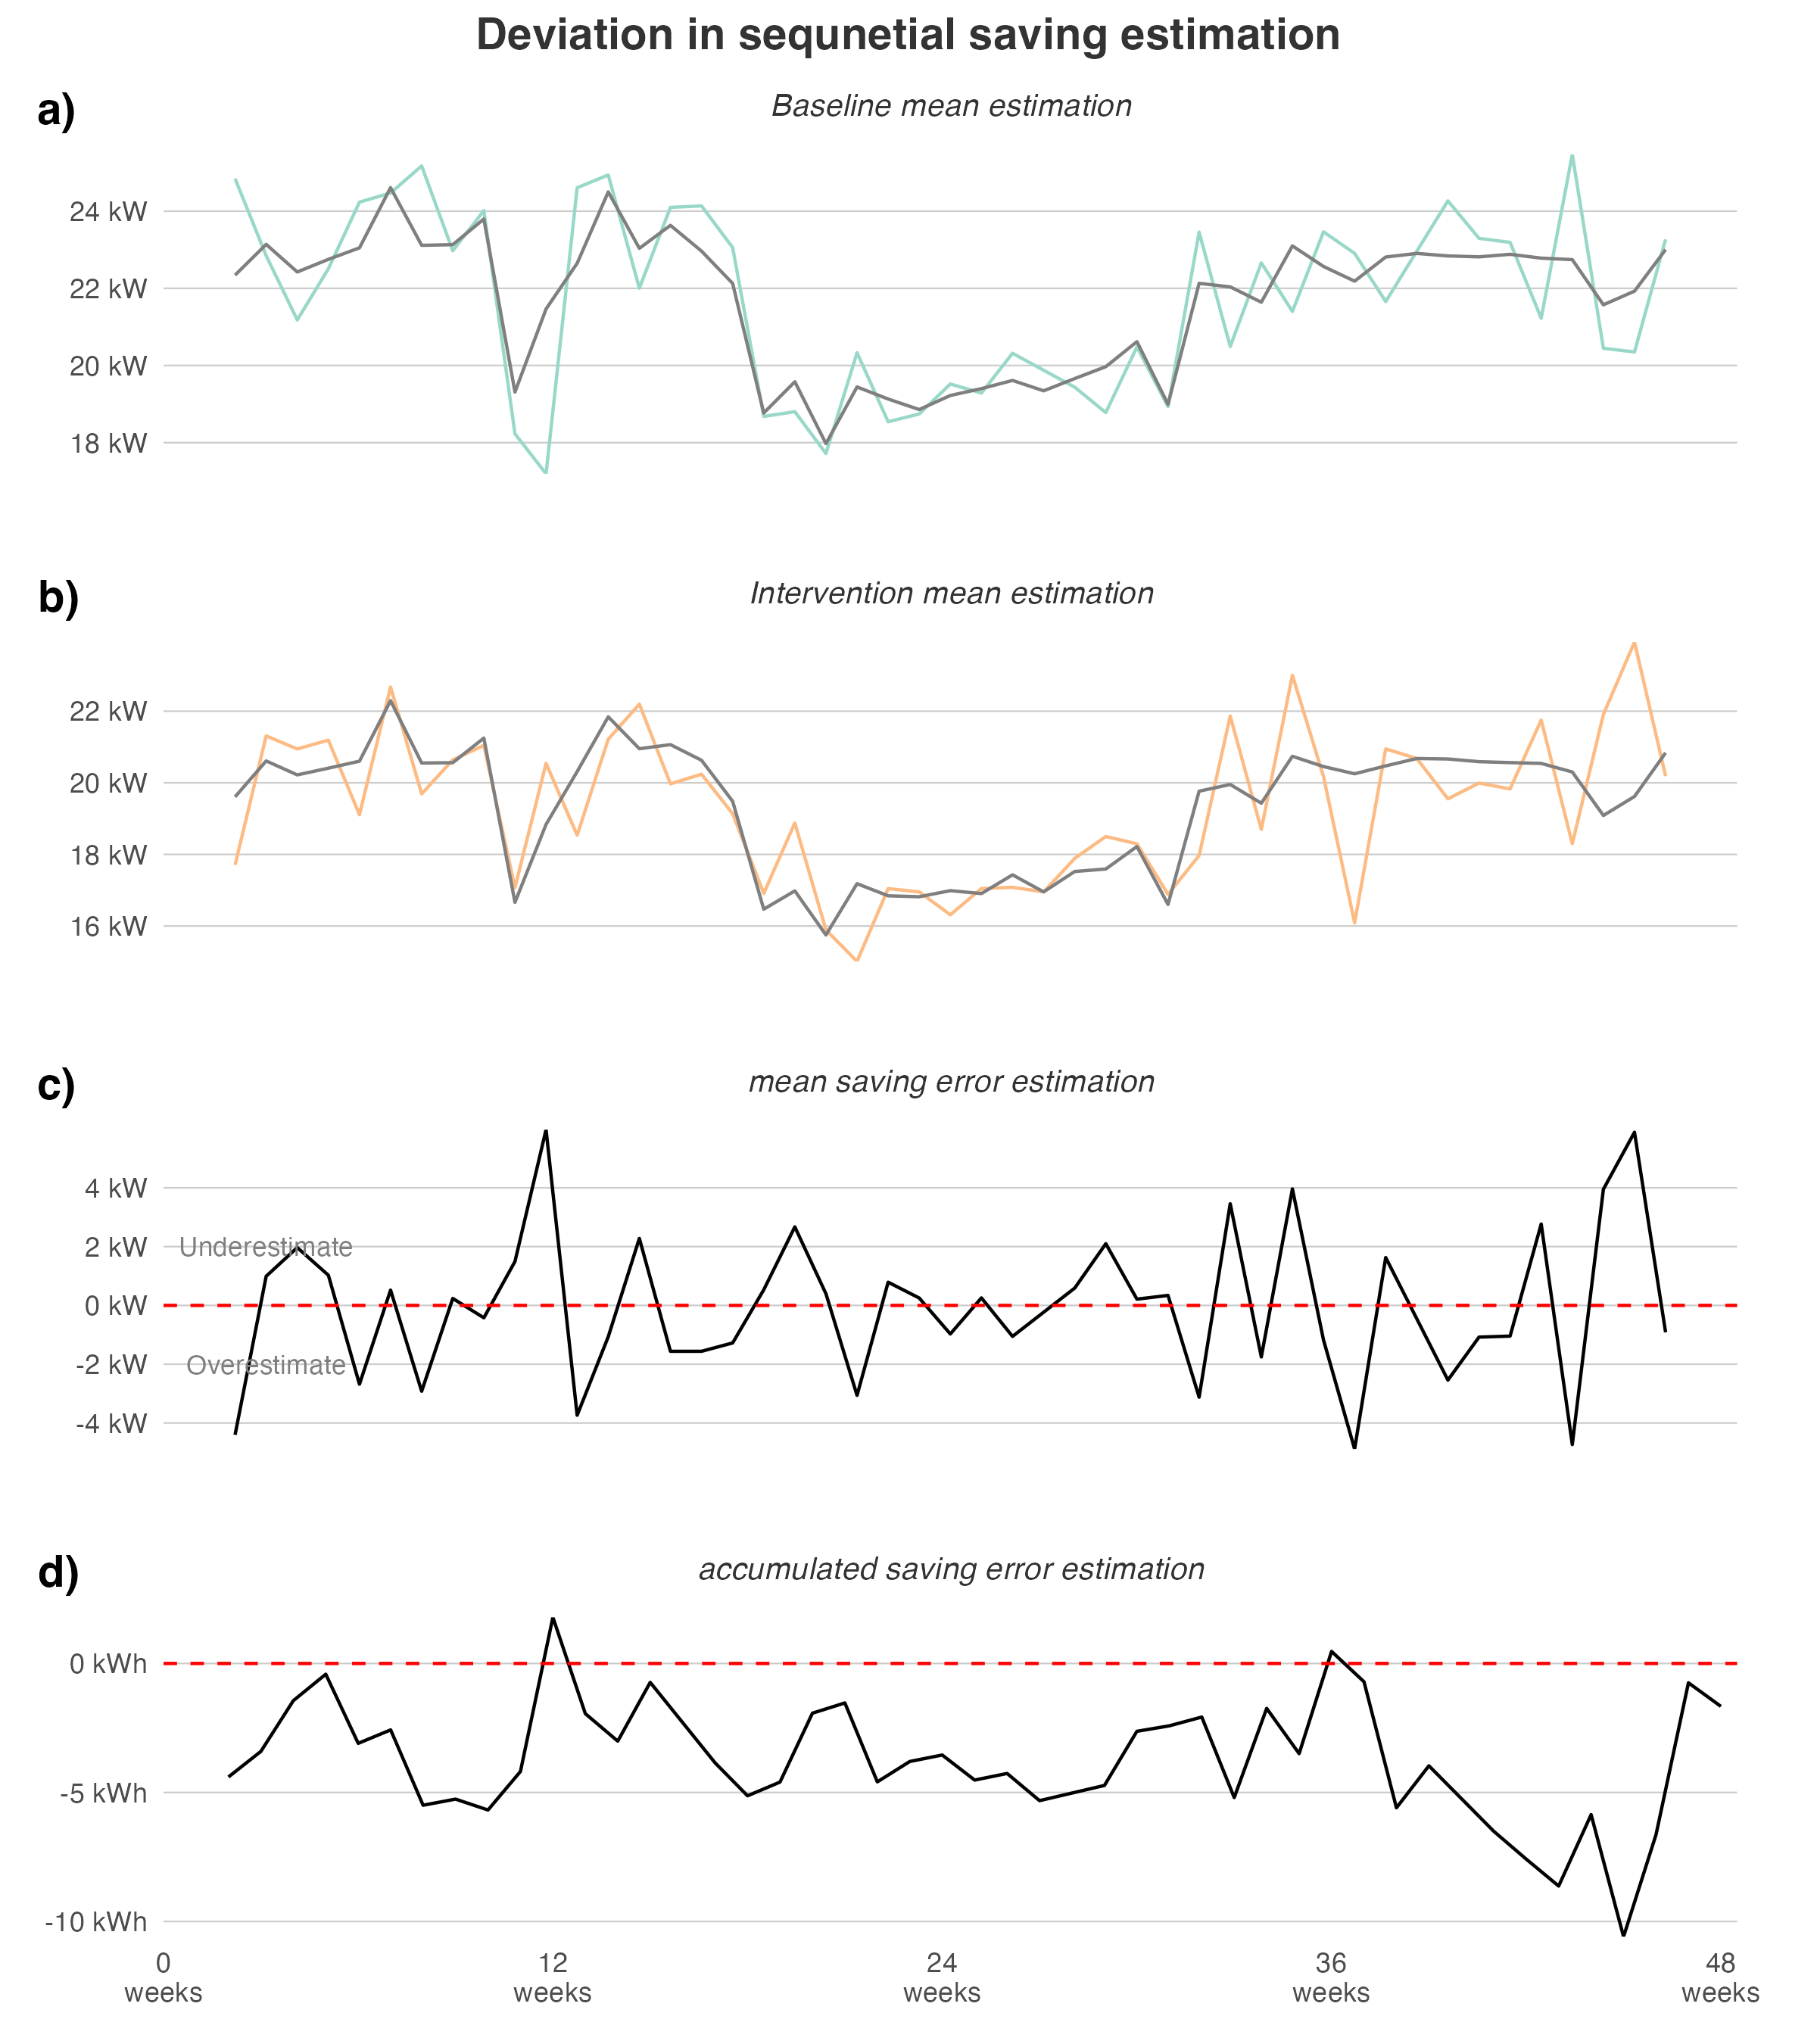 Deviation in sequnetial saving estimation
a)
Baseline mean estimation
24 kW
22 kW
20 kW
18 kW
b)
Intervention mean estimation
22 kW
20 kW
18 kW
16 kW
c)
mean saving error estimation
4 kW
2 kW
Underestimate
0 kW
-2 kW
Overestimate
-4 kW
d)
accumulated saving error estimation
0 kWh
-5 kWh
-10 kWh
0 12 24 36 48
weeks weeks weeks weeks weeks